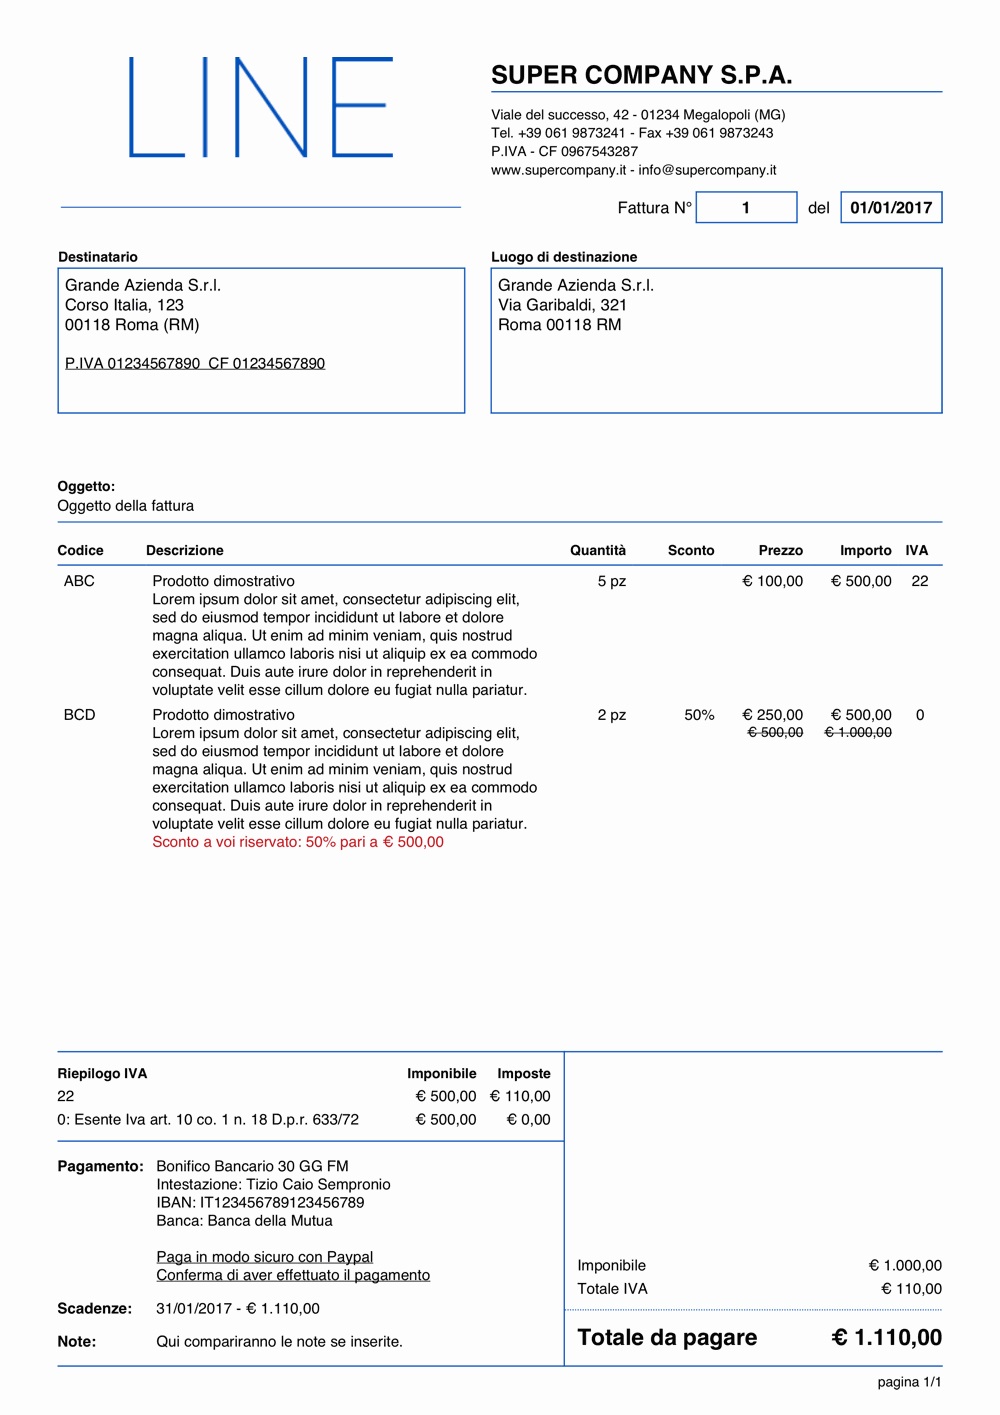 LINE
SUPER COMPANY S.P.A.
Viale del successo, 42 - 01234 Megalopoli (MG)
Tel. +39 061 9873241 - Fax +39 061 9873243
P.IVA - CF 0967543287
www.supercompany.it - info@supercompany.it
Fattura N° 1 del 01/01/2017
Destinatario
Grande Azienda S.r.l.
Corso Italia, 123
00118 Roma (RM)
P.IVA 01234567890 CF 01234567890
Luogo di destinazione
Grande Azienda S.r.l.
Via Garibaldi, 321
Roma 00118 RM
Oggetto:
Oggetto della fattura
Codice Descrizione Quantità Sconto Prezzo Importo IVA
ABC Prodotto dimostrativo 5 pz € 100,00 € 500,00 22
Lorem ipsum dolor sit amet, consectetur adipiscing elit,
sed do eiusmod tempor incididunt ut labore et dolore
magna aliqua. Ut enim ad minim veniam, quis nostrud
exercitation ullamco laboris nisi ut aliquip ex ea commodo
consequat. Duis aute irure dolor in reprehenderit in
voluptate velit esse cillum dolore eu fugiat nulla pariatur.
BCD Prodotto dimostrativo 2 pz 50% € 250,00 € 500,00 0
Lorem ipsum dolor sit amet, consectetur adipiscing elit, € 500,00 € 1.000,00
sed do eiusmod tempor incididunt ut labore et dolore
magna aliqua. Ut enim ad minim veniam, quis nostrud
exercitation ullamco laboris nisi ut aliquip ex ea commodo
consequat. Duis aute irure dolor in reprehenderit in
voluptate velit esse cillum dolore eu fugiat nulla pariatur.
Sconto a voi riservato: 50% pari a € 500,00
Riepilogo IVA Imponibile Imposte
22 € 500,00 € 110,00
0: Esente Iva art. 10 co. 1 n. 18 D.p.r. 633/72 € 500,00 € 0,00
Pagamento: Bonifico Bancario 30 GG FM
Intestazione: Tizio Caio Sempronio
IBAN: IT123456789123456789
Banca: Banca della Mutua
Paga in modo sicuro con Paypal
Conferma di aver effettuato il pagamento
Scadenze: 31/01/2017 - € 1.110,00
Note: Qui compariranno le note se inserite.
Imponibile € 1.000,00
Totale IVA € 110,00
Totale da pagare € 1.110,00
pagina 1/1